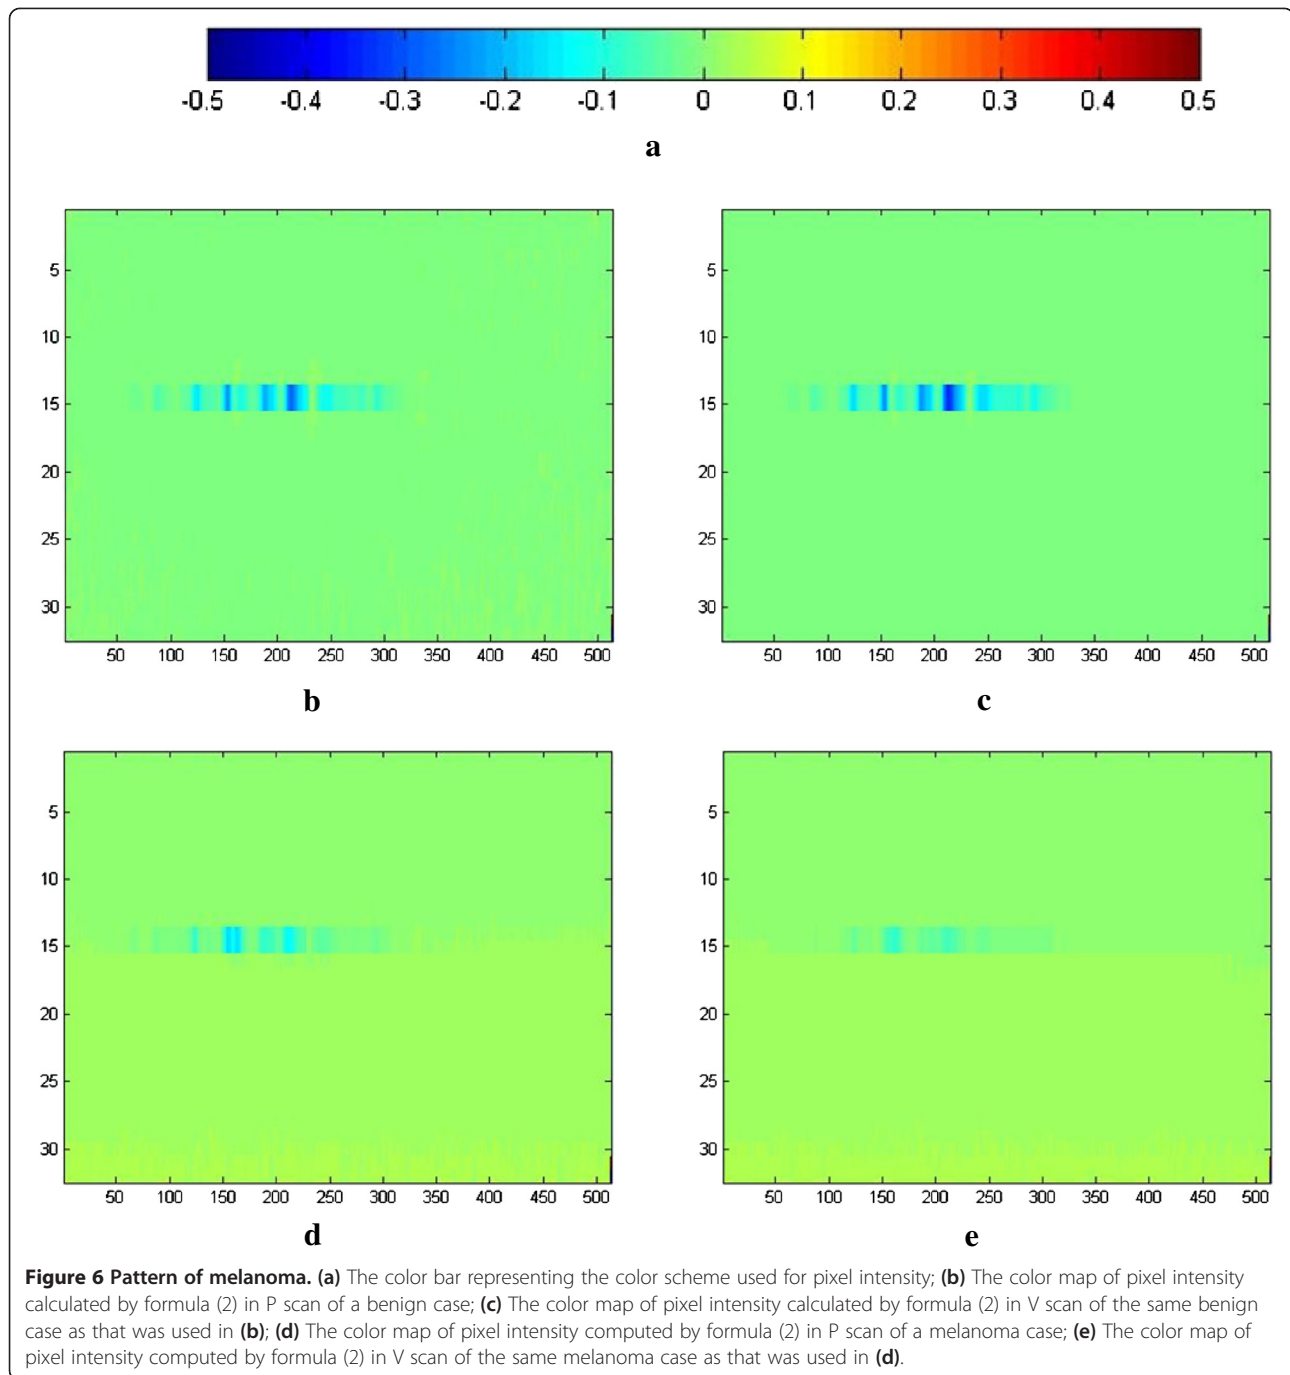 -0.5 -0.4 -0.3 -0.2 -0.1 0 0.1 0.2 0.3 0.4 0.5
a
5
10
15
20
25
30
50 100 150 200 250 300 350 400 450 500
b
5
10
15
20
25
30
50 100 150 200 250 300 350 400 450 500
c
5
10
15
20
25
30
50 100 150 200 250 300 350 400 450 500
d
5
10
15
20
25
30
50 100 150 200 250 300 350 400 450 500
e
Figure 6 Pattern of melanoma. (a) The color bar representing the color scheme used for pixel intensity; (b) The color map of pixel intensity
calculated by formula (2) in P scan of a benign case; (c) The color map of pixel intensity calculated by formula (2) in V scan of the same benign
case as that was used in (b); (d) The color map of pixel intensity computed by formula (2) in P scan of a melanoma case; (e) The color map of
pixel intensity computed by formula (2) in V scan of the same melanoma case as that was used in (d).